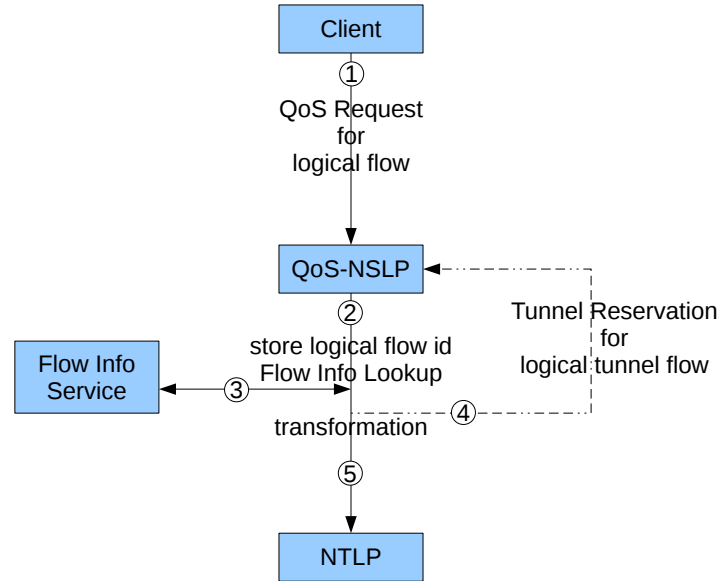 Client
1
QoS Request
for
logical flow
QoS-NSLP
2
Tunnel Reservation
for
logical tunnel flow
store logical flow id
Flow Info Lookup
Flow Info
Service
3
4
transformation
5
NTLP